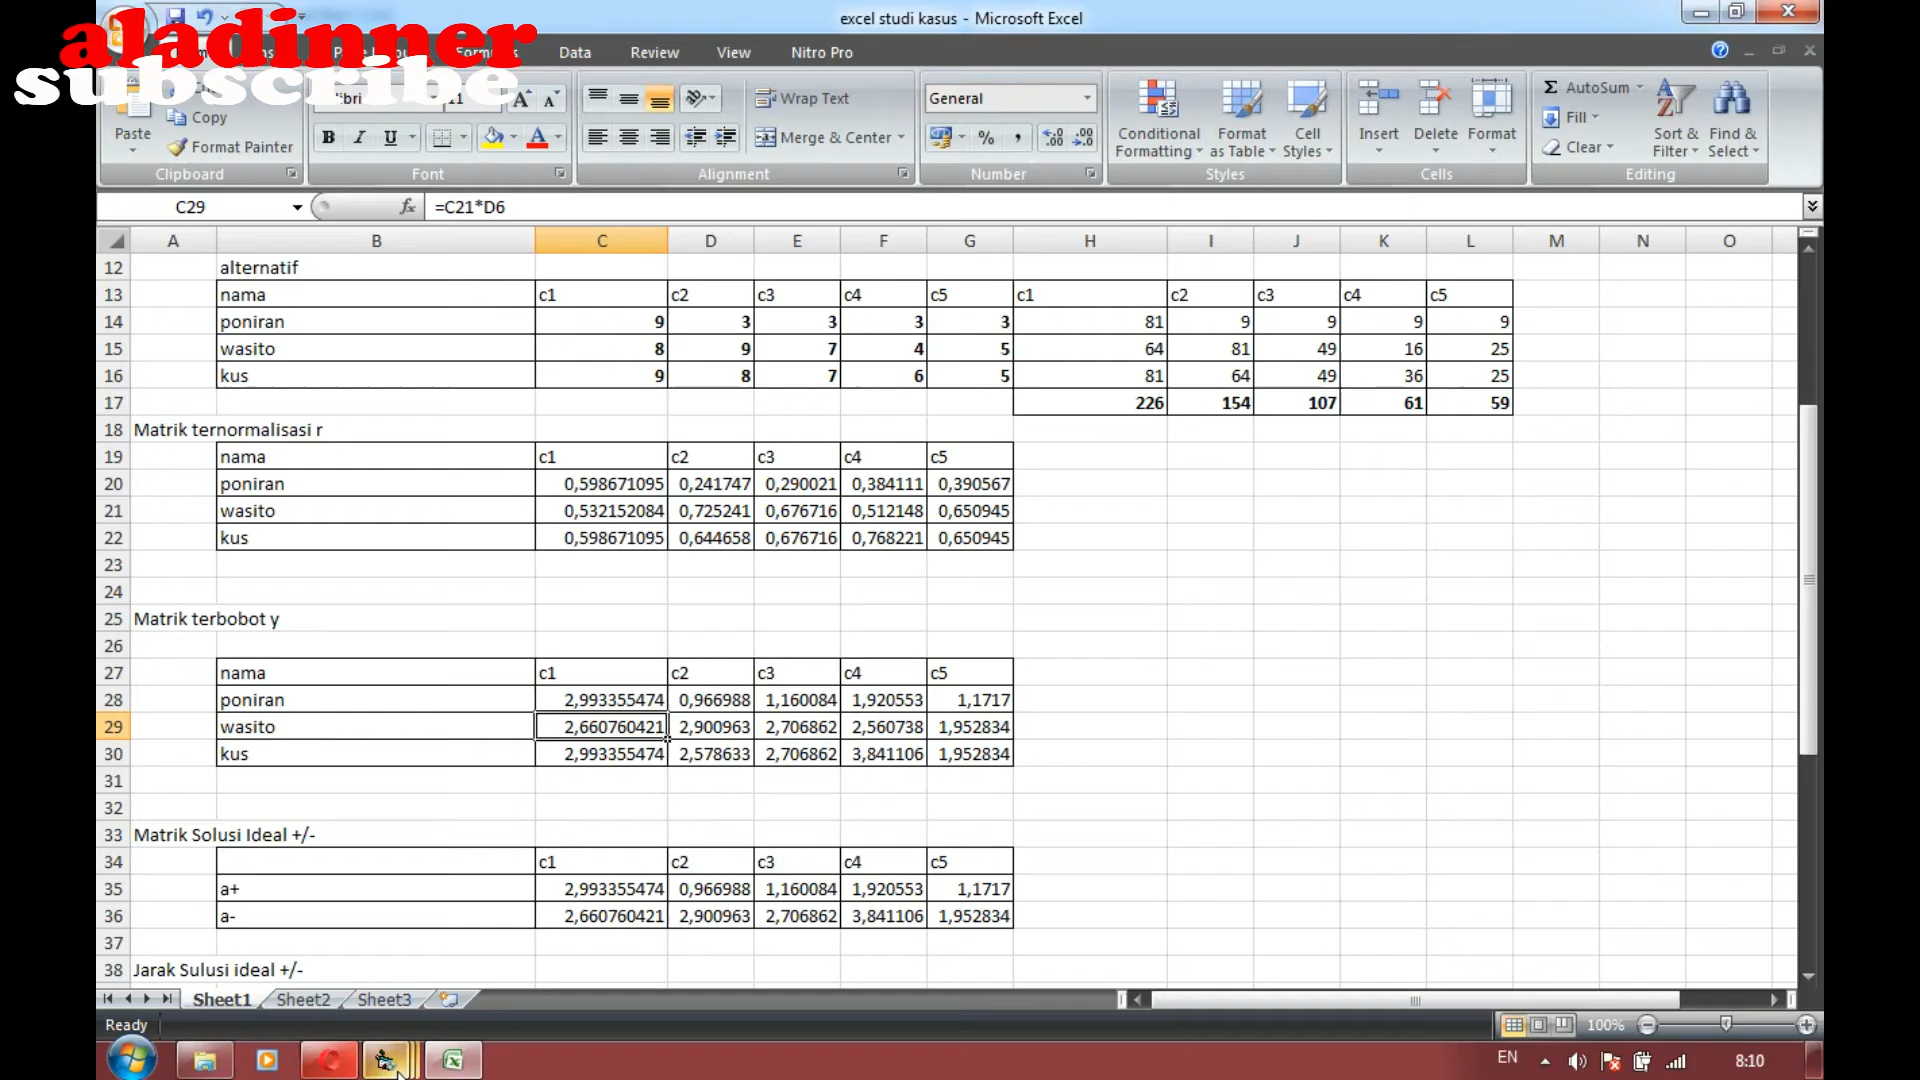 excel studi kasus - Microsoft Excel
aladinner
subscribe
Data Review View Nitro Pro
11
Paste
Copy
Format Painter
Clipboard
B I U
A
Font
Wrap Text
Merge & Center
Alignment
General
%
Number
Conditional Formatting
Format as Table
Cell Styles
Styles
Insert
Delete
Format
Cells
Σ AutoSum
Fill
Clear
Sort & Filter
Find & Select
Editing
C29 fx =C21*D6
A B C D E F G H I J K L M N O
12 alternatif
13 nama c1 c2 c3 c4 c5 c1 c2 c3 c4 c5
14 poniran 9 3 3 3 3 81 9 9 9 9
15 wasito 8 9 7 4 5 64 81 49 16 25
16 kus 9 8 7 6 5 81 64 49 36 25
17 226 154 107 61 59
18 Matrik ternormalisasi r
19 nama c1 c2 c3 c4 c5
20 poniran 0,598671095 0,241747 0,290021 0,384111 0,390567
21 wasito 0,532152084 0,725241 0,676716 0,512148 0,650945
22 kus 0,598671095 0,644658 0,676716 0,768221 0,650945
23
24
25 Matrik terbobot y
26
27 nama c1 c2 c3 c4 c5
28 poniran 2,993355474 0,966988 1,160084 1,920553 1,1717
29 wasito 2,660760421 2,900963 2,706862 2,560738 1,952834
30 kus 2,993355474 2,578633 2,706862 3,841106 1,952834
31
32
33 Matrik Solusi Ideal +/-
34 c1 c2 c3 c4 c5
35 a+ 2,993355474 0,966988 1,160084 1,920553 1,1717
36 a- 2,660760421 2,900963 2,706862 3,841106 1,952834
37
38 Jarak Sulusi ideal +/-
Sheet1 Sheet2 Sheet3
Ready 100%
EN 8:10